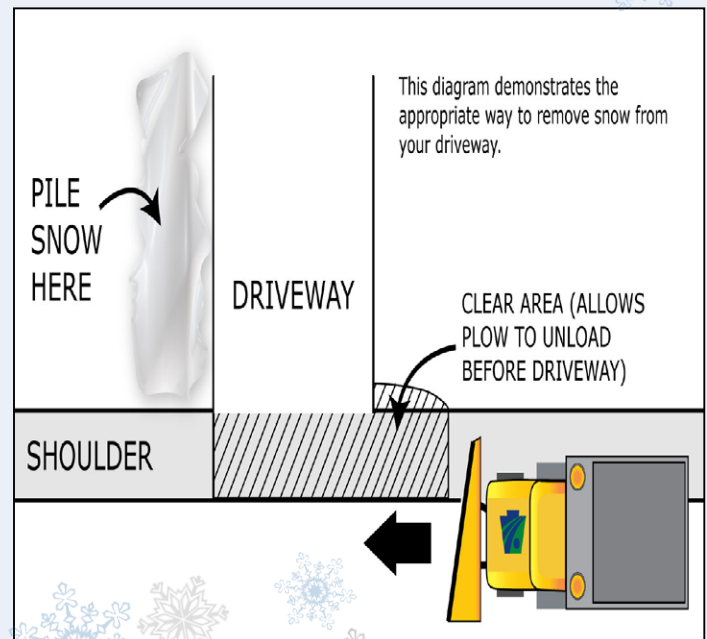 This diagram demonstrates the
appropriate way to remove snow from
your driveway.
PILE
SNOW
HERE
DRIVEWAY
CLEAR AREA (ALLOWS
PLOW TO UNLOAD
BEFORE DRIVEWAY)
SHOULDER